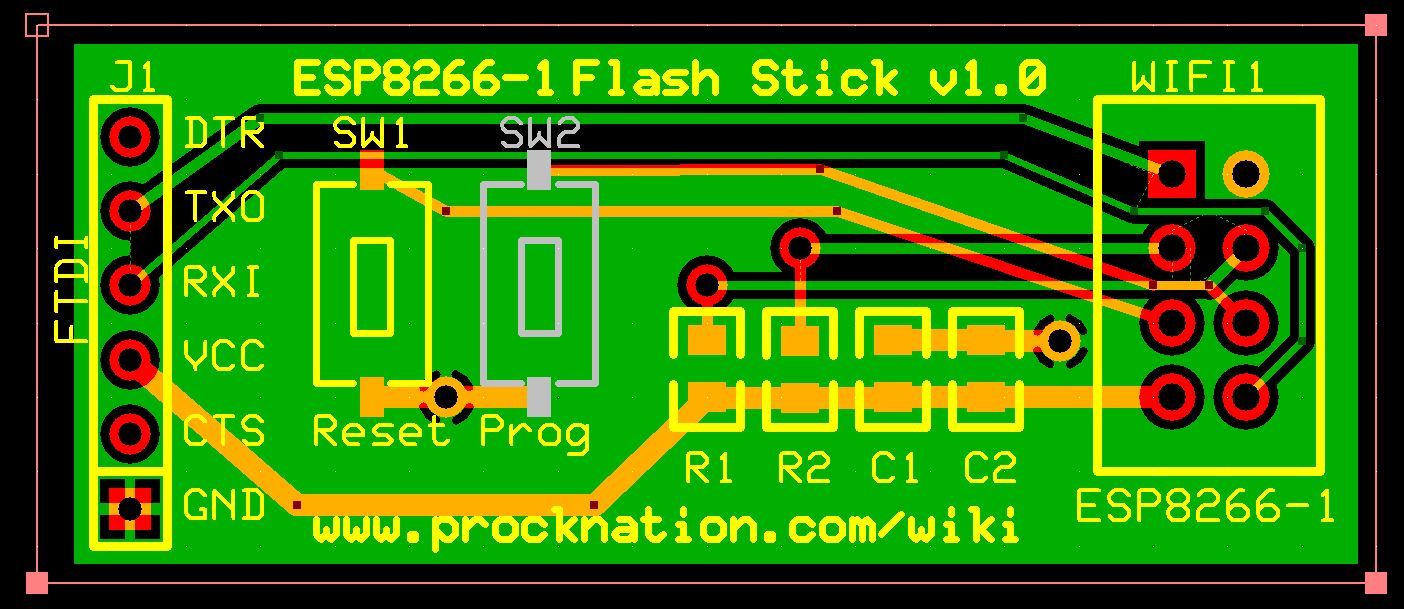 ESP8266-1 Flash Stick v1.0
J1
WIFI1
DTR
SW1
SW2
TXO
FTDI
RXI
VCC
CTS
Reset
Prog
R1
R2
C1
C2
GND
ESP8266-1
www.procknation.com/wiki